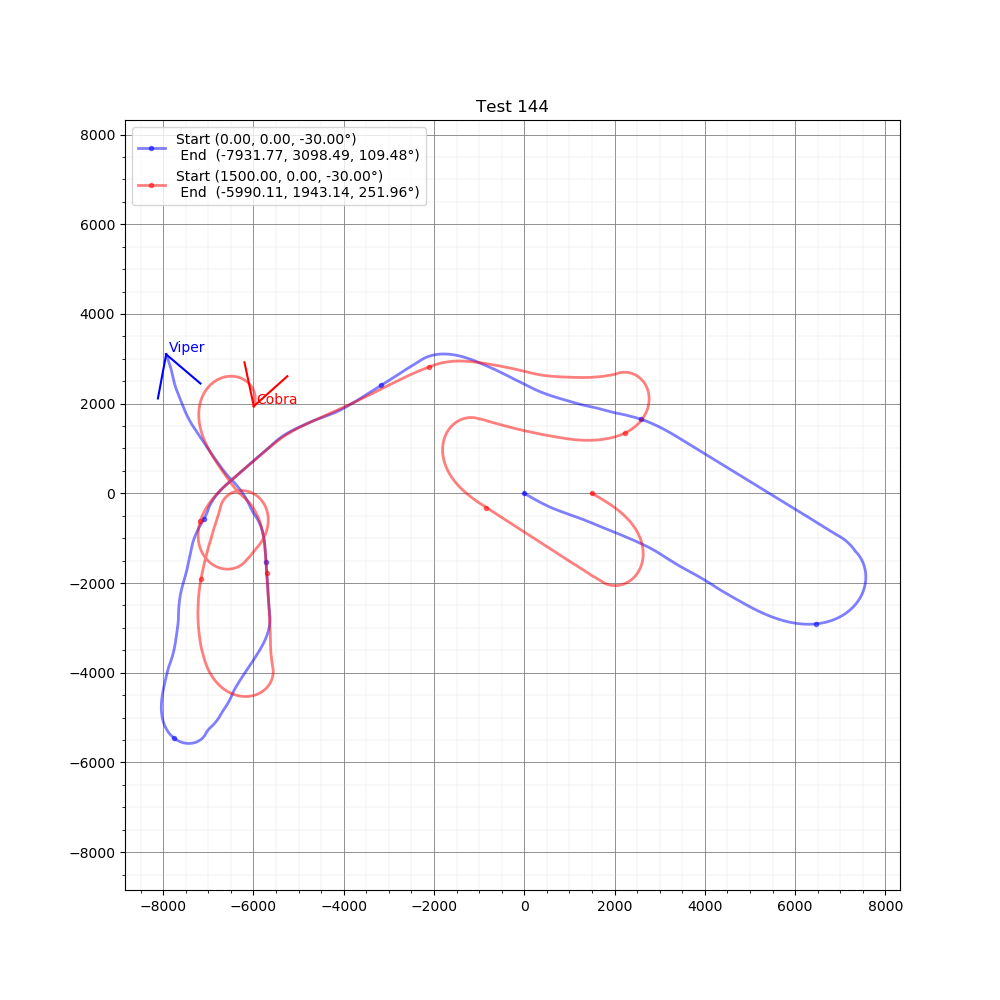 Test 144
Start (0.00, 0.00, -30.00°)
End  (-7931.77, 3098.49, 109.48°)
Start (1500.00, 0.00, -30.00°)
End  (-5990.11, 1943.14, 251.96°)
8000
6000
4000
2000
0
−2000
−4000
−6000
−8000
Viper
Cobra
−8000 −6000 −4000 −2000 0 2000 4000 6000 8000